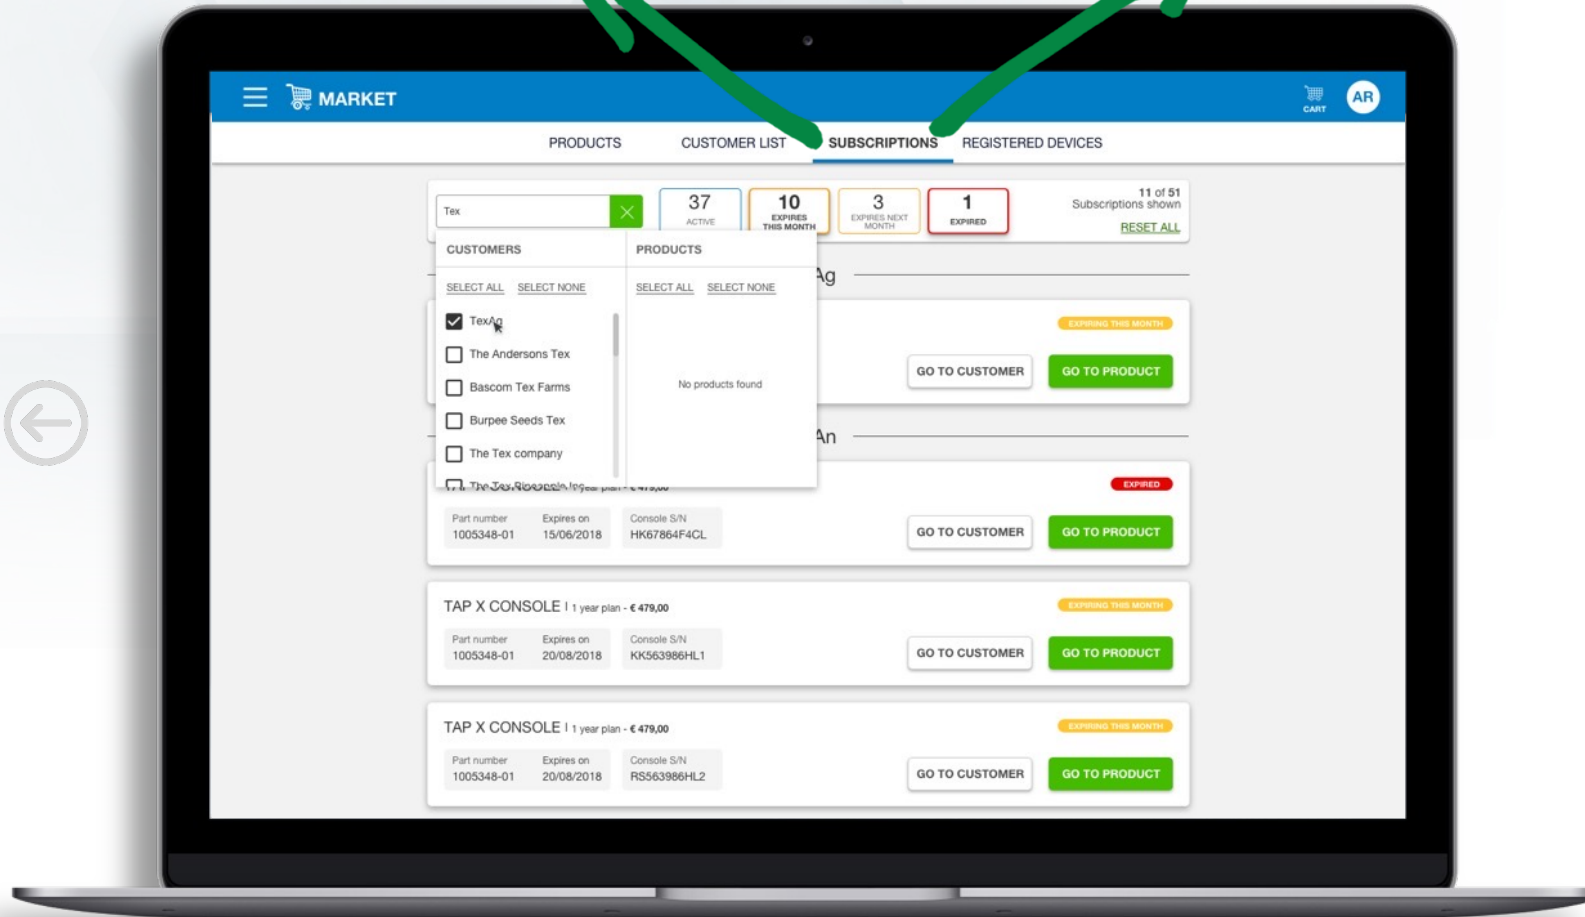 MARKET
CART
AR
PRODUCTS CUSTOMER LIST SUBSCRIPTIONS REGISTERED DEVICES
Tex
37
ACTIVE
10
EXPIRES
THIS MONTH
3
EXPIRES NEXT
MONTH
1
EXPIRED
11 of 51
Subscriptions shown
RESET ALL
CUSTOMERS
SELECT ALL SELECT NONE
TexAg
The Andersons Tex
Bascom Tex Farms
Burpee Seeds Tex
The Tex company
PRODUCTS
SELECT ALL SELECT NONE
No products found
Ag
EXPIRING THIS MONTH
GO TO CUSTOMER GO TO PRODUCT
An
year plan - € 479,00
EXPIRED
Part number Expires on Console S/N
1005348-01 15/06/2018 HK67864F4CL
GO TO CUSTOMER GO TO PRODUCT
TAP X CONSOLE | 1 year plan - € 479,00
EXPIRING THIS MONTH
Part number Expires on Console S/N
1005348-01 20/08/2018 KK563986HL1
GO TO CUSTOMER GO TO PRODUCT
TAP X CONSOLE | 1 year plan - € 479,00
EXPIRING THIS MONTH
Part number Expires on Console S/N
1005348-01 20/08/2018 RS563986HL2
GO TO CUSTOMER GO TO PRODUCT